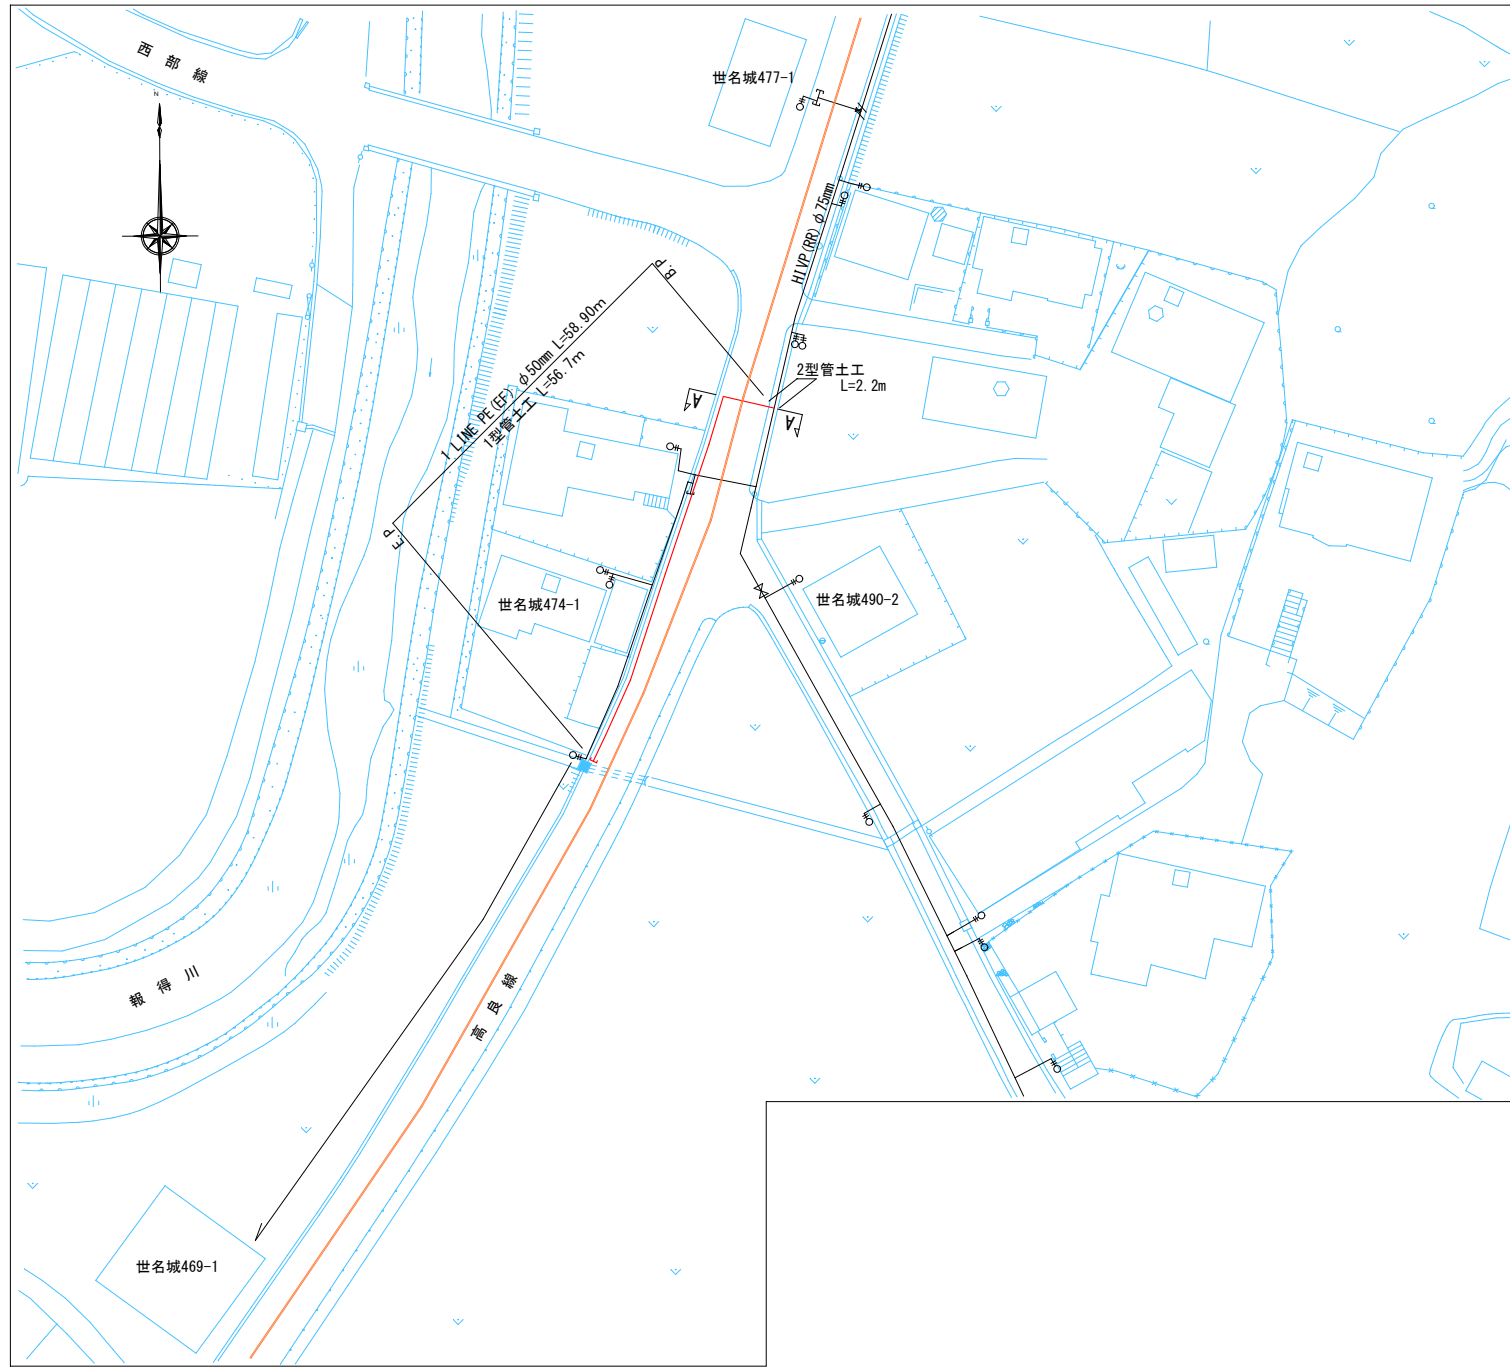 西部線
N
世名城477-1
HIVP(RR) φ75mm
B.P
1 LINE PE(EF) φ50mm L=58.90m
1型管土工 L=56.7m
2型管土工
L=2.2m
A
A
E.P
世名城474-1
世名城490-2
報得川
高良線
世名城469-1